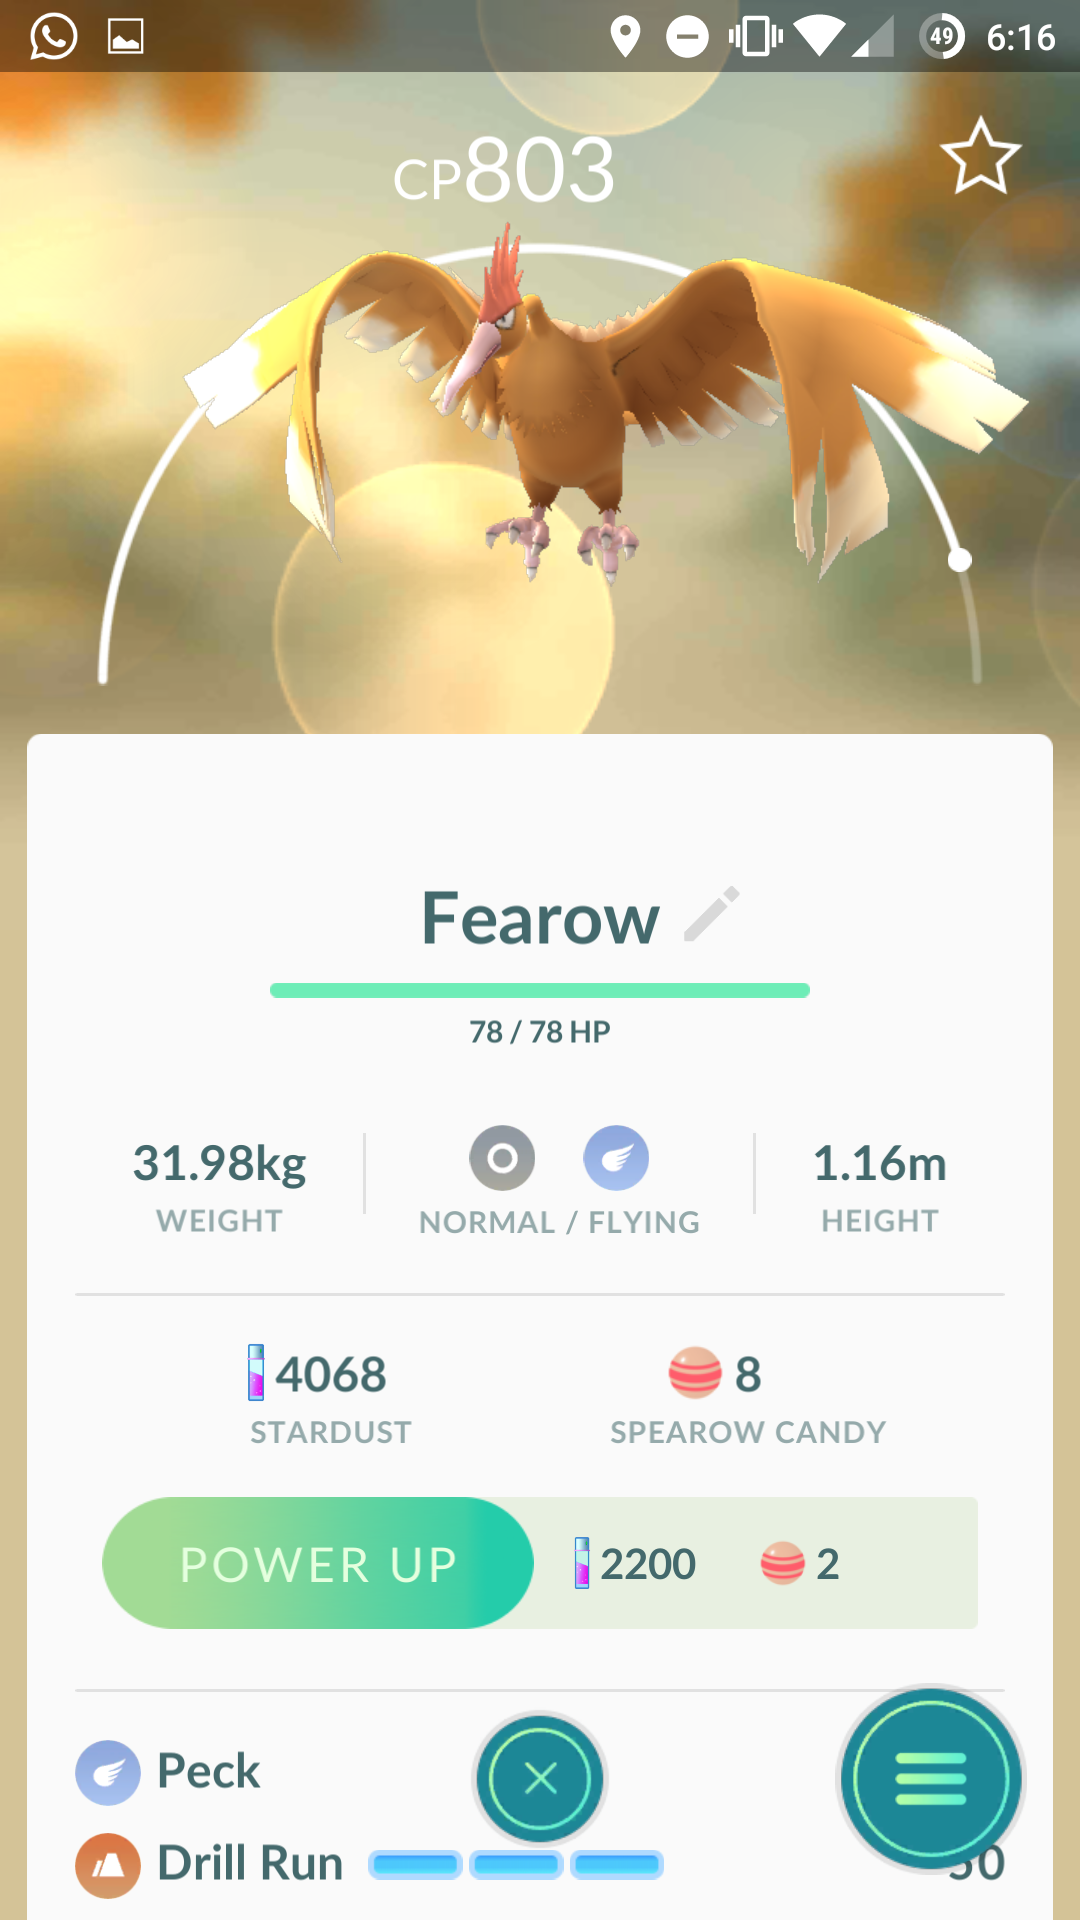 49 6:16
CP803
Fearow
78 / 78 HP
31.98kg
WEIGHT
NORMAL / FLYING
1.16m
HEIGHT
4068
STARDUST
8
SPEAROW CANDY
POWER UP 2200 2
Peck
Drill Run 50